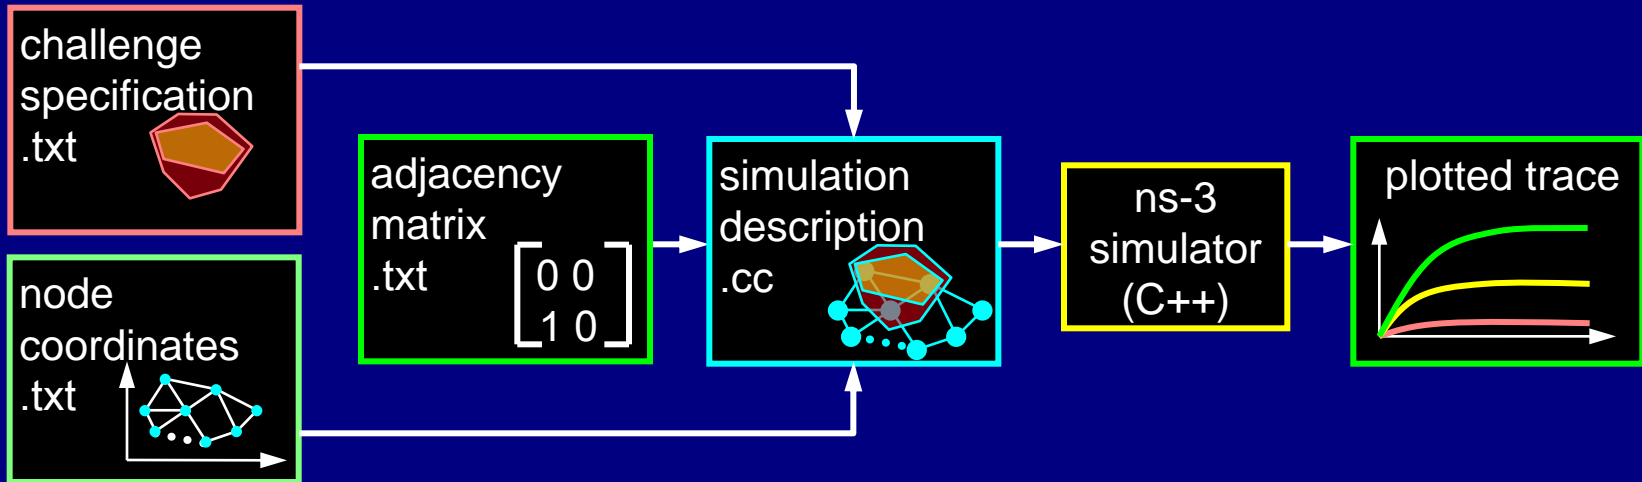 challenge
specification
.txt
node
coordinates
.txt
adjacency
matrix
.txt
0 0
1 0
simulation
description
.cc
ns-3
simulator
(C++)
plotted trace